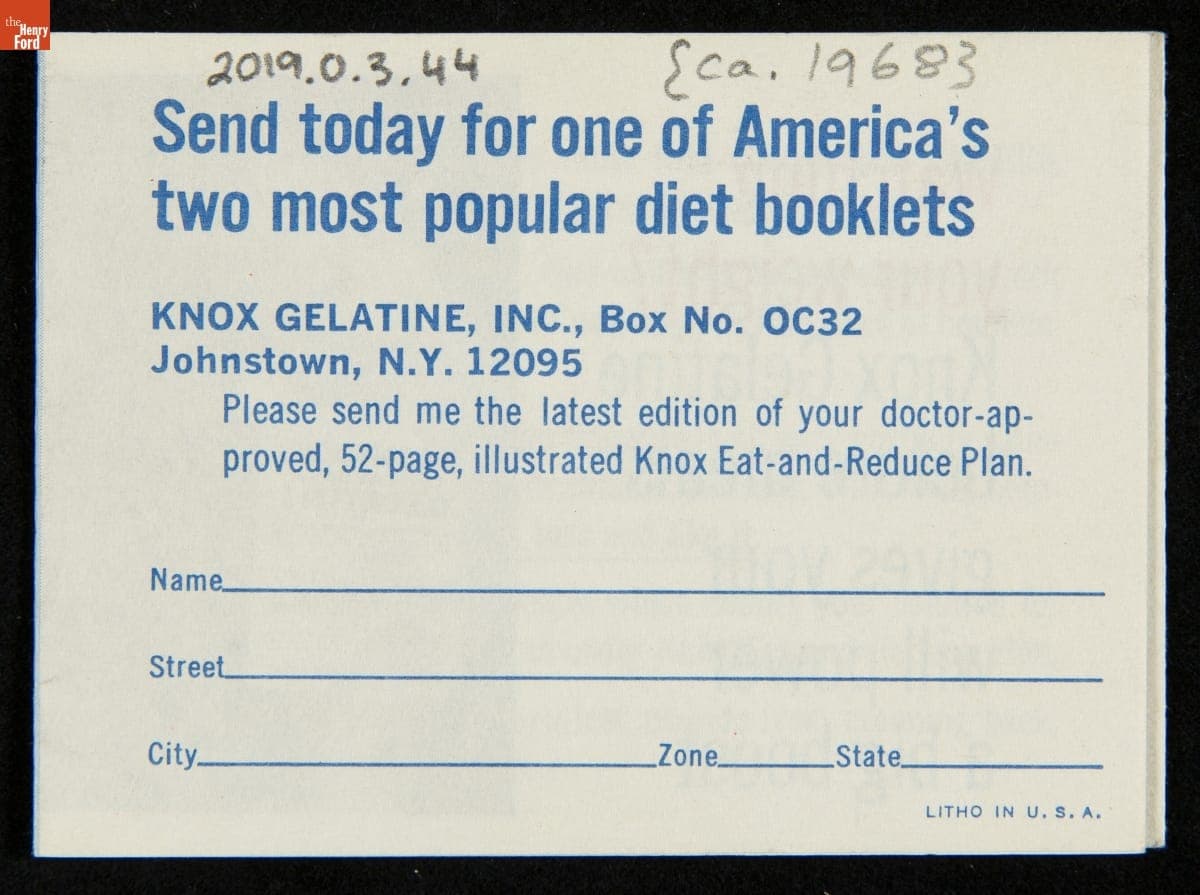 the
Henry
Ford
2019.0.3.44 {ca. 1968}
Send today for one of America's
two most popular diet booklets
KNOX GELATINE, INC., Box No. OC32
Johnstown, N.Y. 12095
Please send me the latest edition of your doctor-ap-
proved, 52-page, illustrated Knox Eat-and-Reduce Plan.
Name
Street
City Zone State
LITHO IN U. S. A.